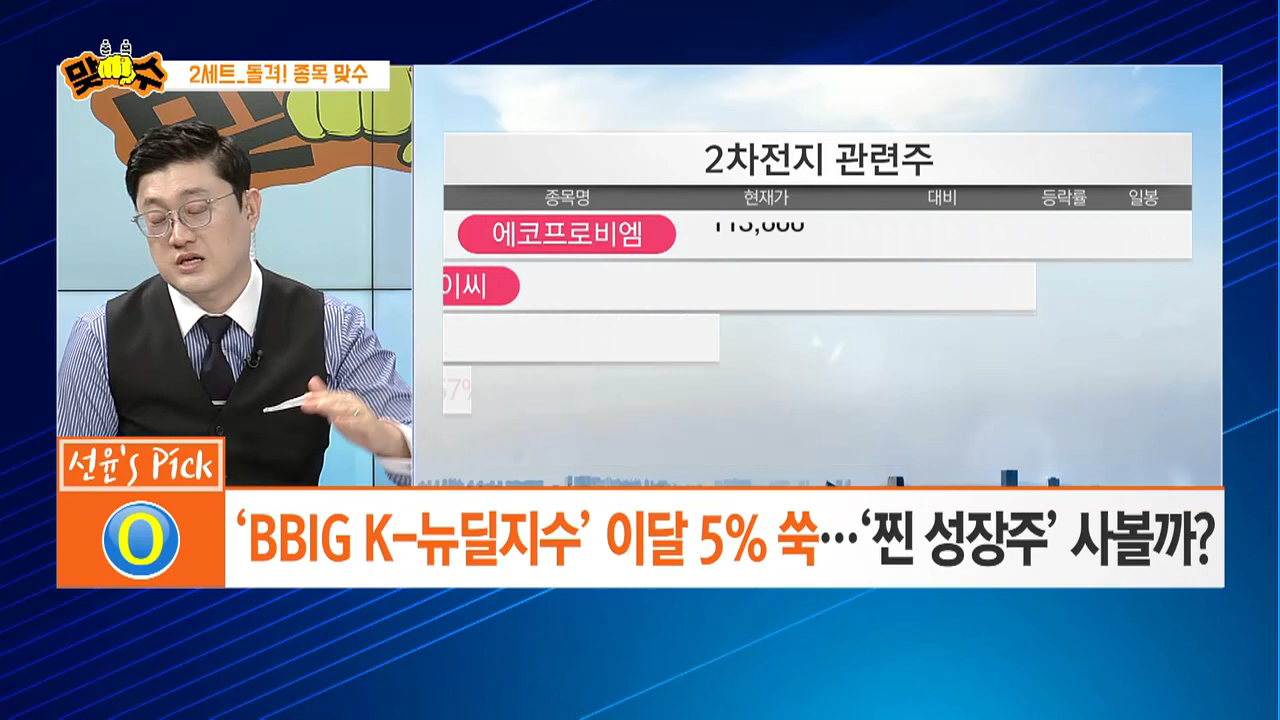 맞수
2세트_돌격! 종목 맞수
2차전지 관련주
종목명 현재가 대비 등락률 일봉
에코프로비엠
이씨
선윤's Pick
O
‘BBIG K-뉴딜지수’ 이달 5% 쑥…‘찐 성장주’ 사볼까?